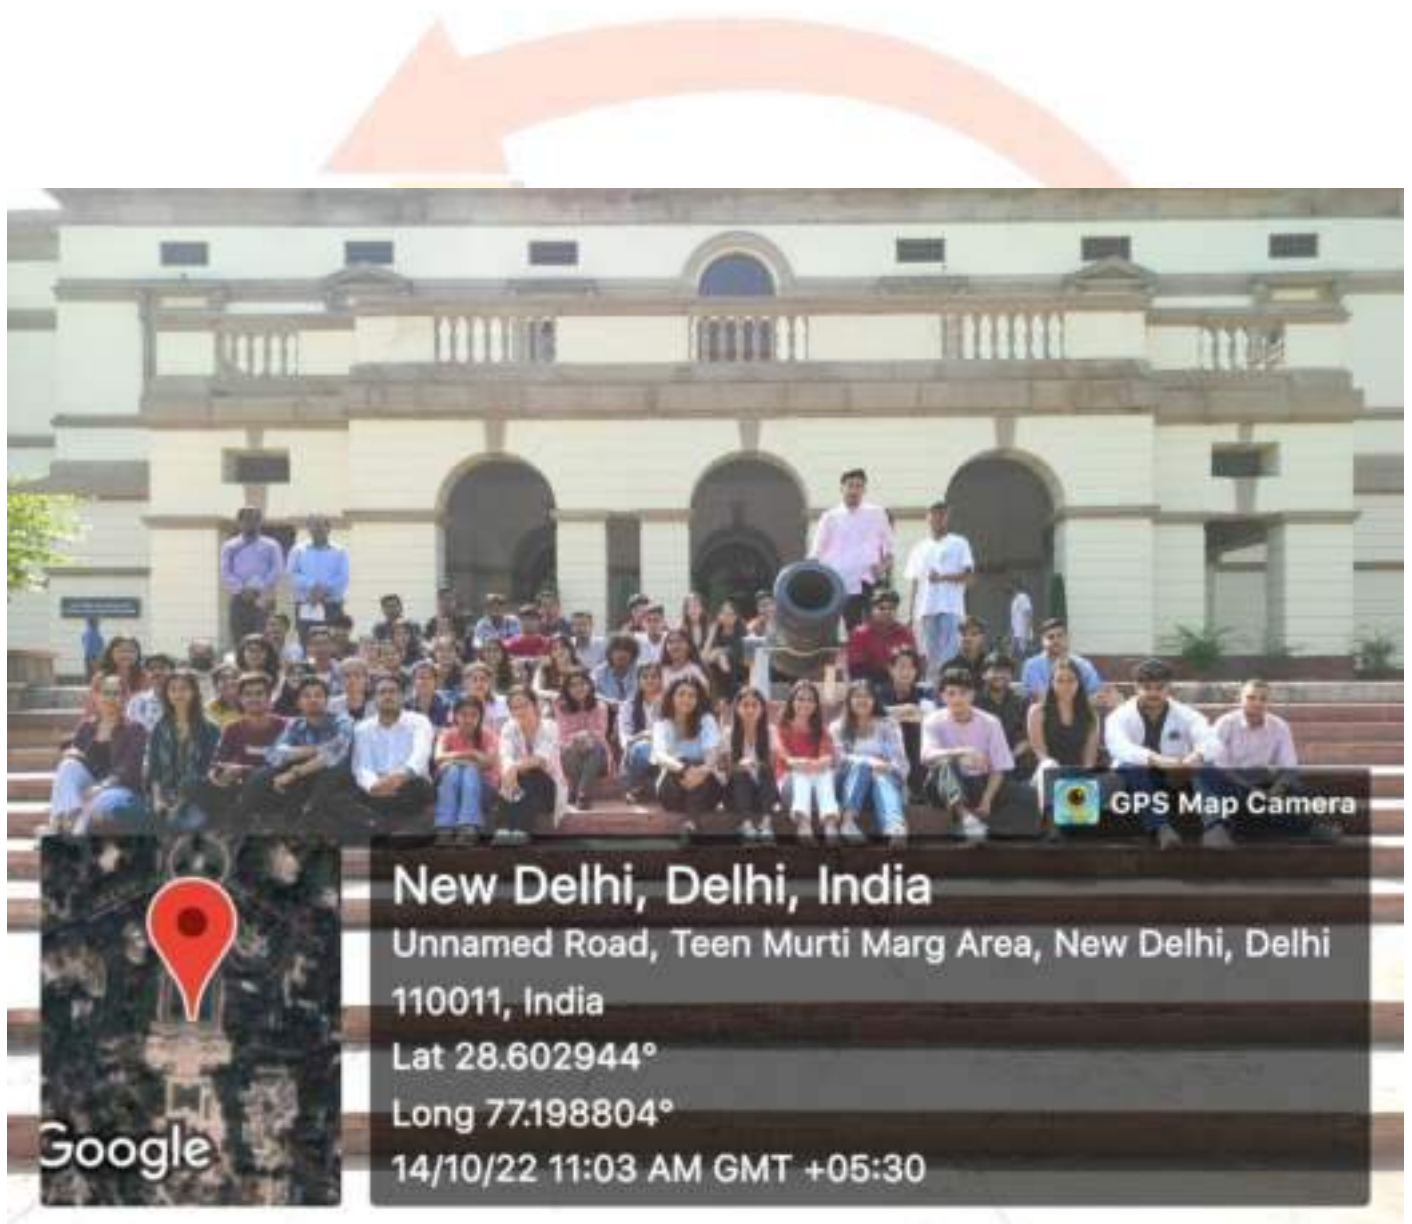 GPS Map Camera
New Delhi, Delhi, India
Unnamed Road, Teen Murti Marg Area, New Delhi, Delhi
110011, India
Lat 28.602944°
Long 77.198804°
14/10/22 11:03 AM GMT +05:30
Google